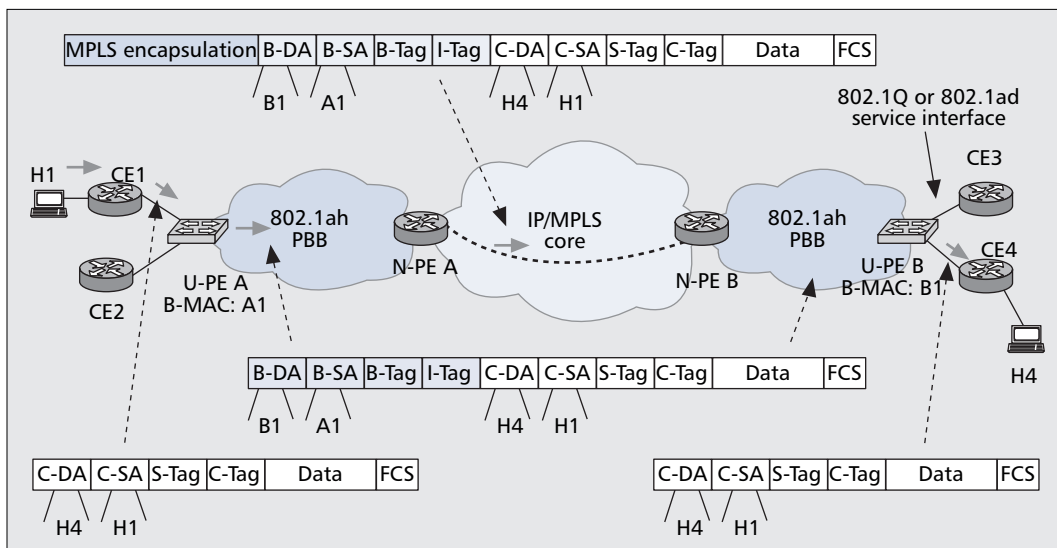 MPLS encapsulation B-DA B-SA B-Tag I-Tag C-DA C-SA S-Tag C-Tag Data FCS
B1 A1 H4 H1
802.1Q or 802.1ad
service interface
H1 CE1
CE3
802.1ah
PBB
IP/MPLS
core
802.1ah
PBB
CE4
N-PE A
N-PE B
U-PE A
B-MAC: A1
U-PE B
B-MAC: B1
CE2
H4
B-DA B-SA B-Tag I-Tag C-DA C-SA S-Tag C-Tag Data FCS
B1 A1 H4 H1
C-DA C-SA S-Tag C-Tag Data FCS
H4 H1
C-DA C-SA S-Tag C-Tag Data FCS
H4 H1